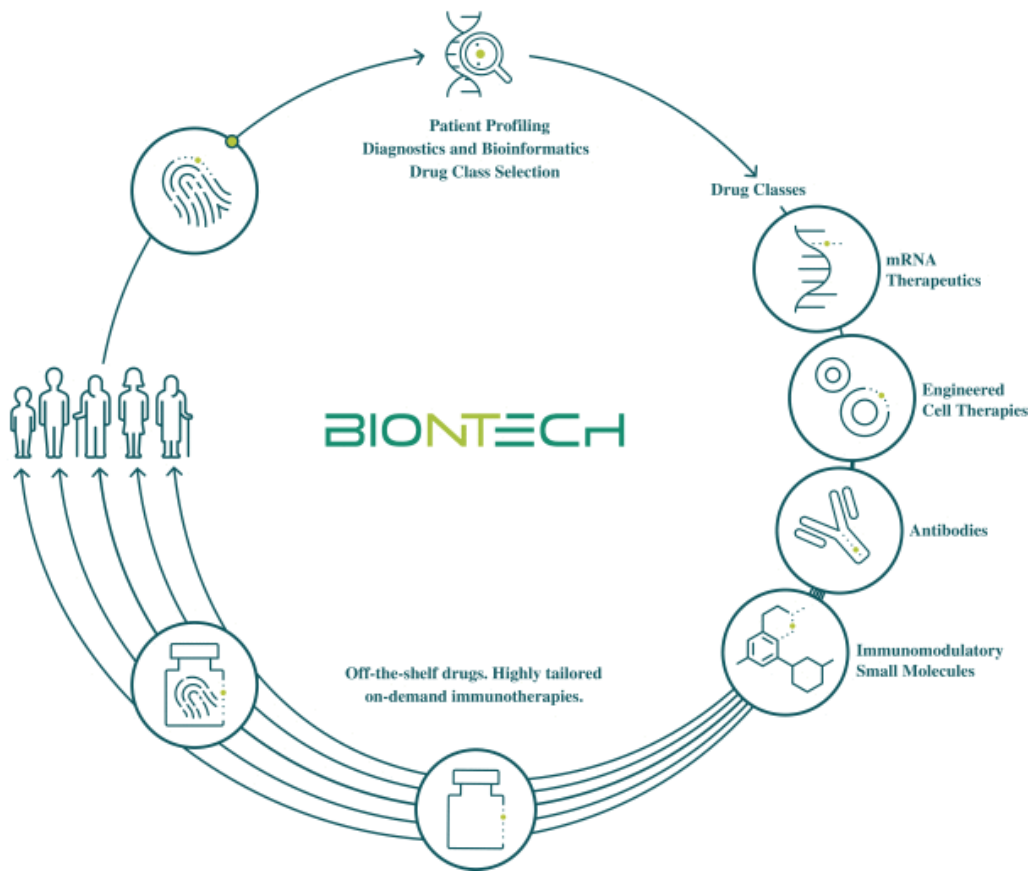 Patient Profiling
Diagnostics and Bioinformatics
Drug Class Selection
Drug Classes
mRNA
Therapeutics
Engineered
Cell Therapies
BIONTECH
Antibodies
Immunomodulatory
Small Molecules
Off-the-shelf drugs. Highly tailored
on-demand immunotherapies.